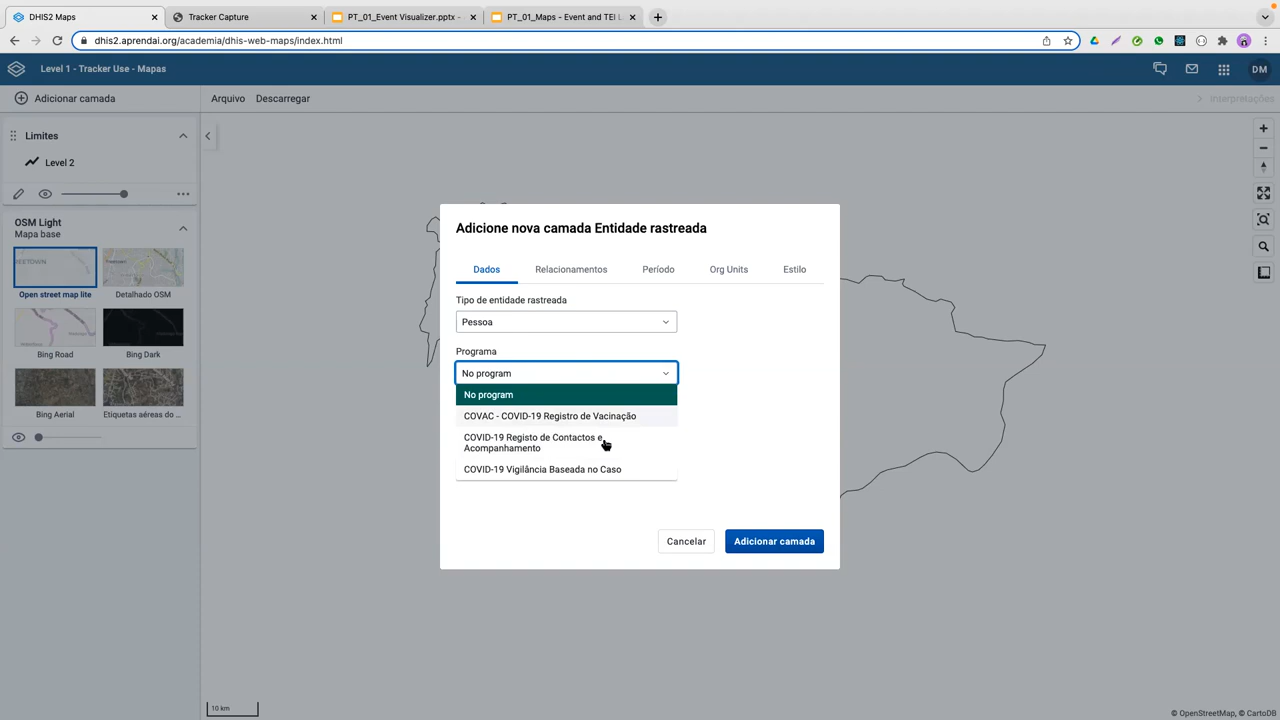 DHIS2 Maps
Tracker Capture
PT_01_Event Visualizer.pptx -
PT_01_Maps - Event and TEI L
dhis2.aprendai.org/academia/dhis-web-maps/index.html
Level 1 - Tracker Use - Mapas
DM
Adicionar camada
Arquivo
Descarregar
Interpretações
Limites
Level 2
OSM Light
Mapa base
Open street map lite
Detalhado OSM
Bing Road
Bing Dark
Bing Aerial
Etiquetas aéreas do ...
Adicione nova camada Entidade rastreada
Dados
Relacionamentos
Período
Org Units
Estilo
Tipo de entidade rastreada
Pessoa
Programa
No program
No program
COVAC - COVID-19 Registro de Vacinação
COVID-19 Registo de Contactos e
Acompanhamento
COVID-19 Vigilância Baseada no Caso
Cancelar
Adicionar camada
10 km
© OpenStreetMap, © CartoDB